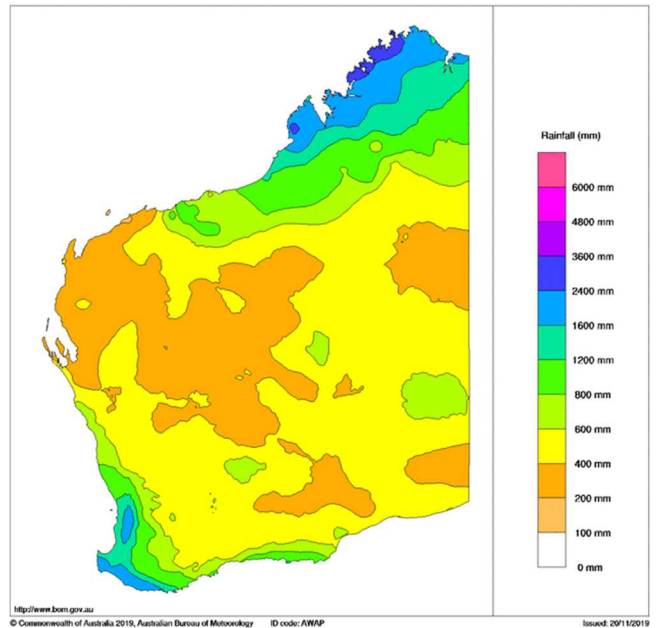 Rainfall (mm)
6000 mm
4800 mm
3600 mm
2400 mm
1600 mm
1200 mm
800 mm
600 mm
400 mm
200 mm
100 mm
0 mm
http://www.bom.gov.au
© Commonwealth of Australia 2019, Australian Bureau of Meteorology ID code: AWAP Issued: 20/11/2019